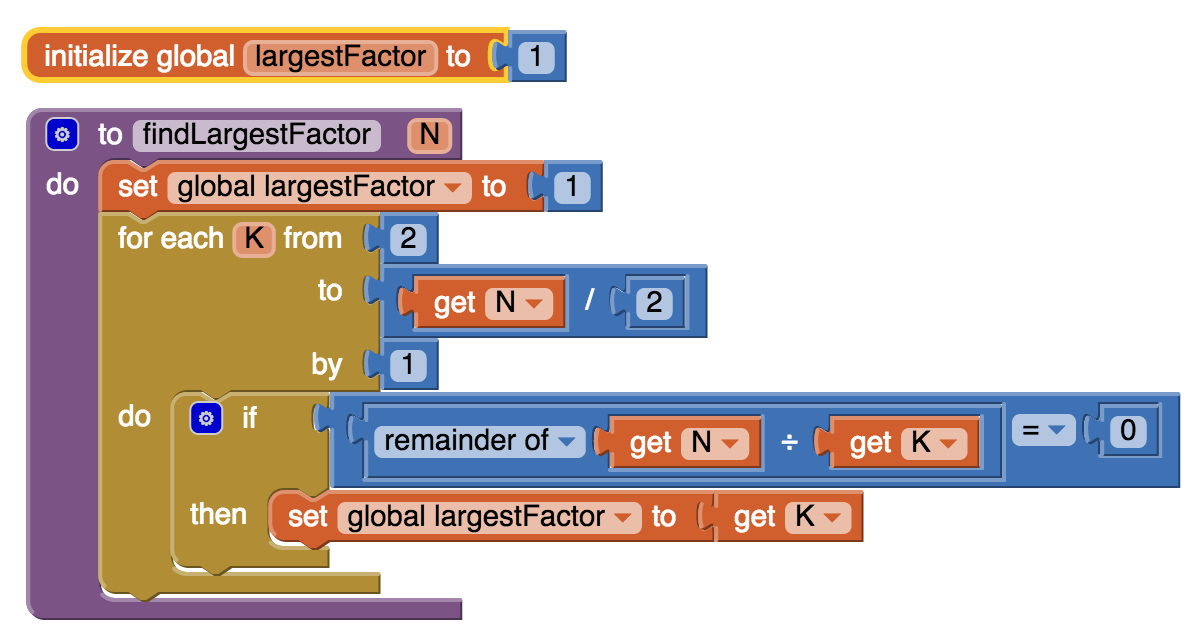 initialize global largestFactor to 1
to findLargestFactor N
do set global largestFactor to 1
for each K from 2
to get N / 2
by 1
do if remainder of get N ÷ get K = 0
then set global largestFactor to get K